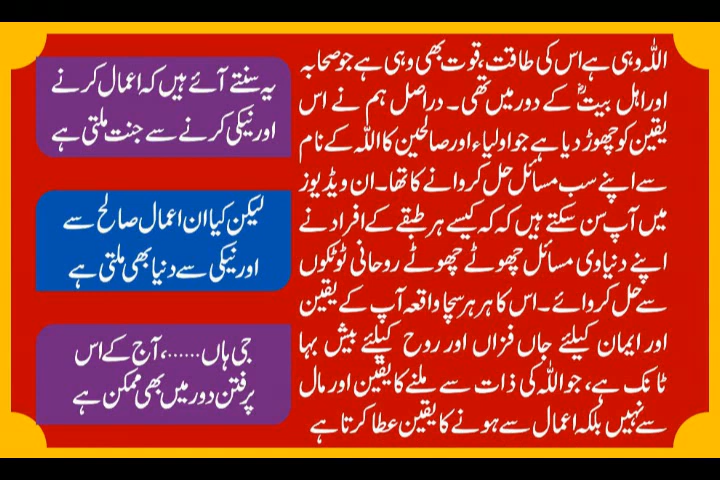 اللہ وہی ہے اس کی طاقت، قوت بھی وہی ہے جو صحابہ
اور اہل بیتؓ کے دور میں تھی۔ دراصل ہم نے اس
یقین کو چھوڑ دیا ہے جو اولیاء اور صالحین کا اللہ کے نام
سے اپنے سب مسائل حل کروانے کا تھا۔ ان ویڈیوز
میں آپ سن سکتے ہیں کہ کہ کیسے ہر طبقے کے افراد نے
اپنے دنیاوی مسائل چھوٹے چھوٹے روحانی ٹوٹکوں
سے حل کروائے۔ اس کا ہر ہر سچا واقعہ آپ کے یقین
اور ایمان کیلئے جاں فزاں اور روح کیلئے بیش بہا
ٹانک ہے، جو اللہ کی ذات سے ملنے کا یقین اور مال
سے نہیں بلکہ اعمال سے ہونے کا یقین عطا کرتا ہے
یہ سنتے آئے ہیں کہ اعمال کرنے
اور نیکی کرنے سے جنت ملتی ہے
لیکن کیا ان اعمال صالح سے
اور نیکی سے دنیا بھی ملتی ہے
جی ہاں......، آج کے اس
پرفتن دور میں بھی ممکن ہے